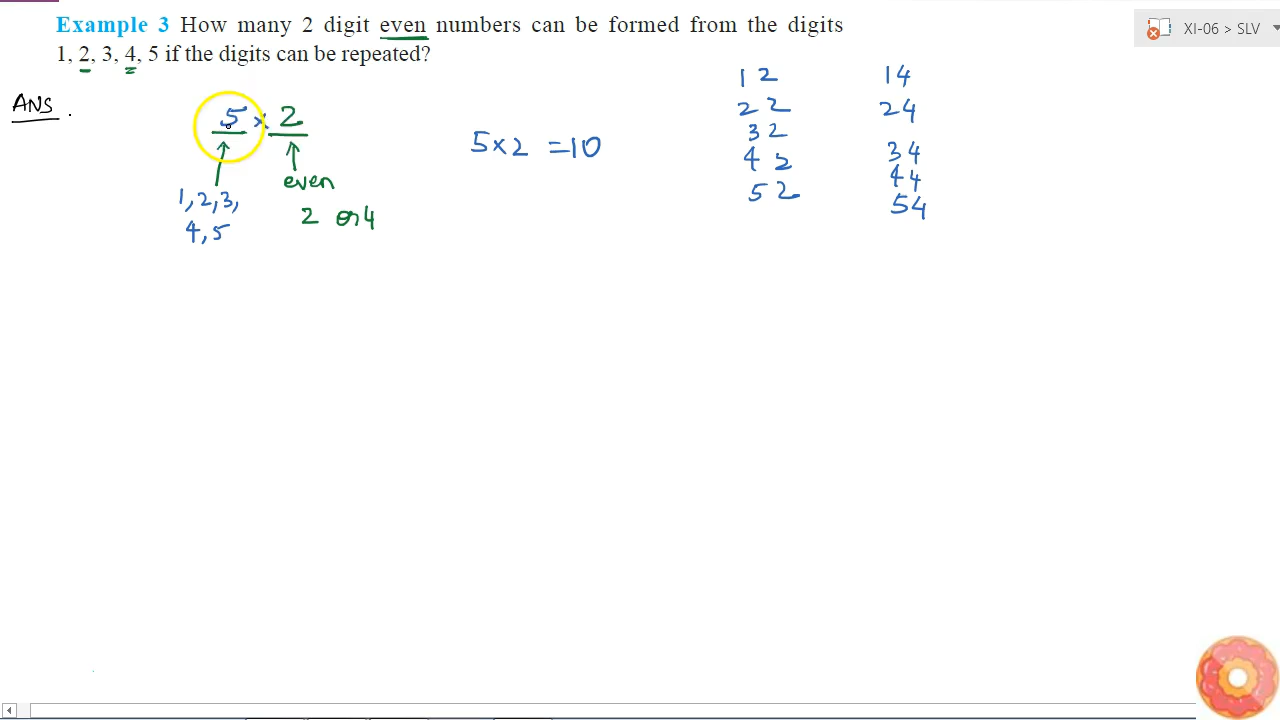 Example 3 How many 2 digit even numbers can be formed from the digits
1, 2, 3, 4, 5 if the digits can be repeated?
XI-06 > SLV
ANS .
5 × 2
1, 2, 3,
4, 5
even
2 or 4
5 × 2 = 10
12
22
32
42
52
14
24
34
44
54